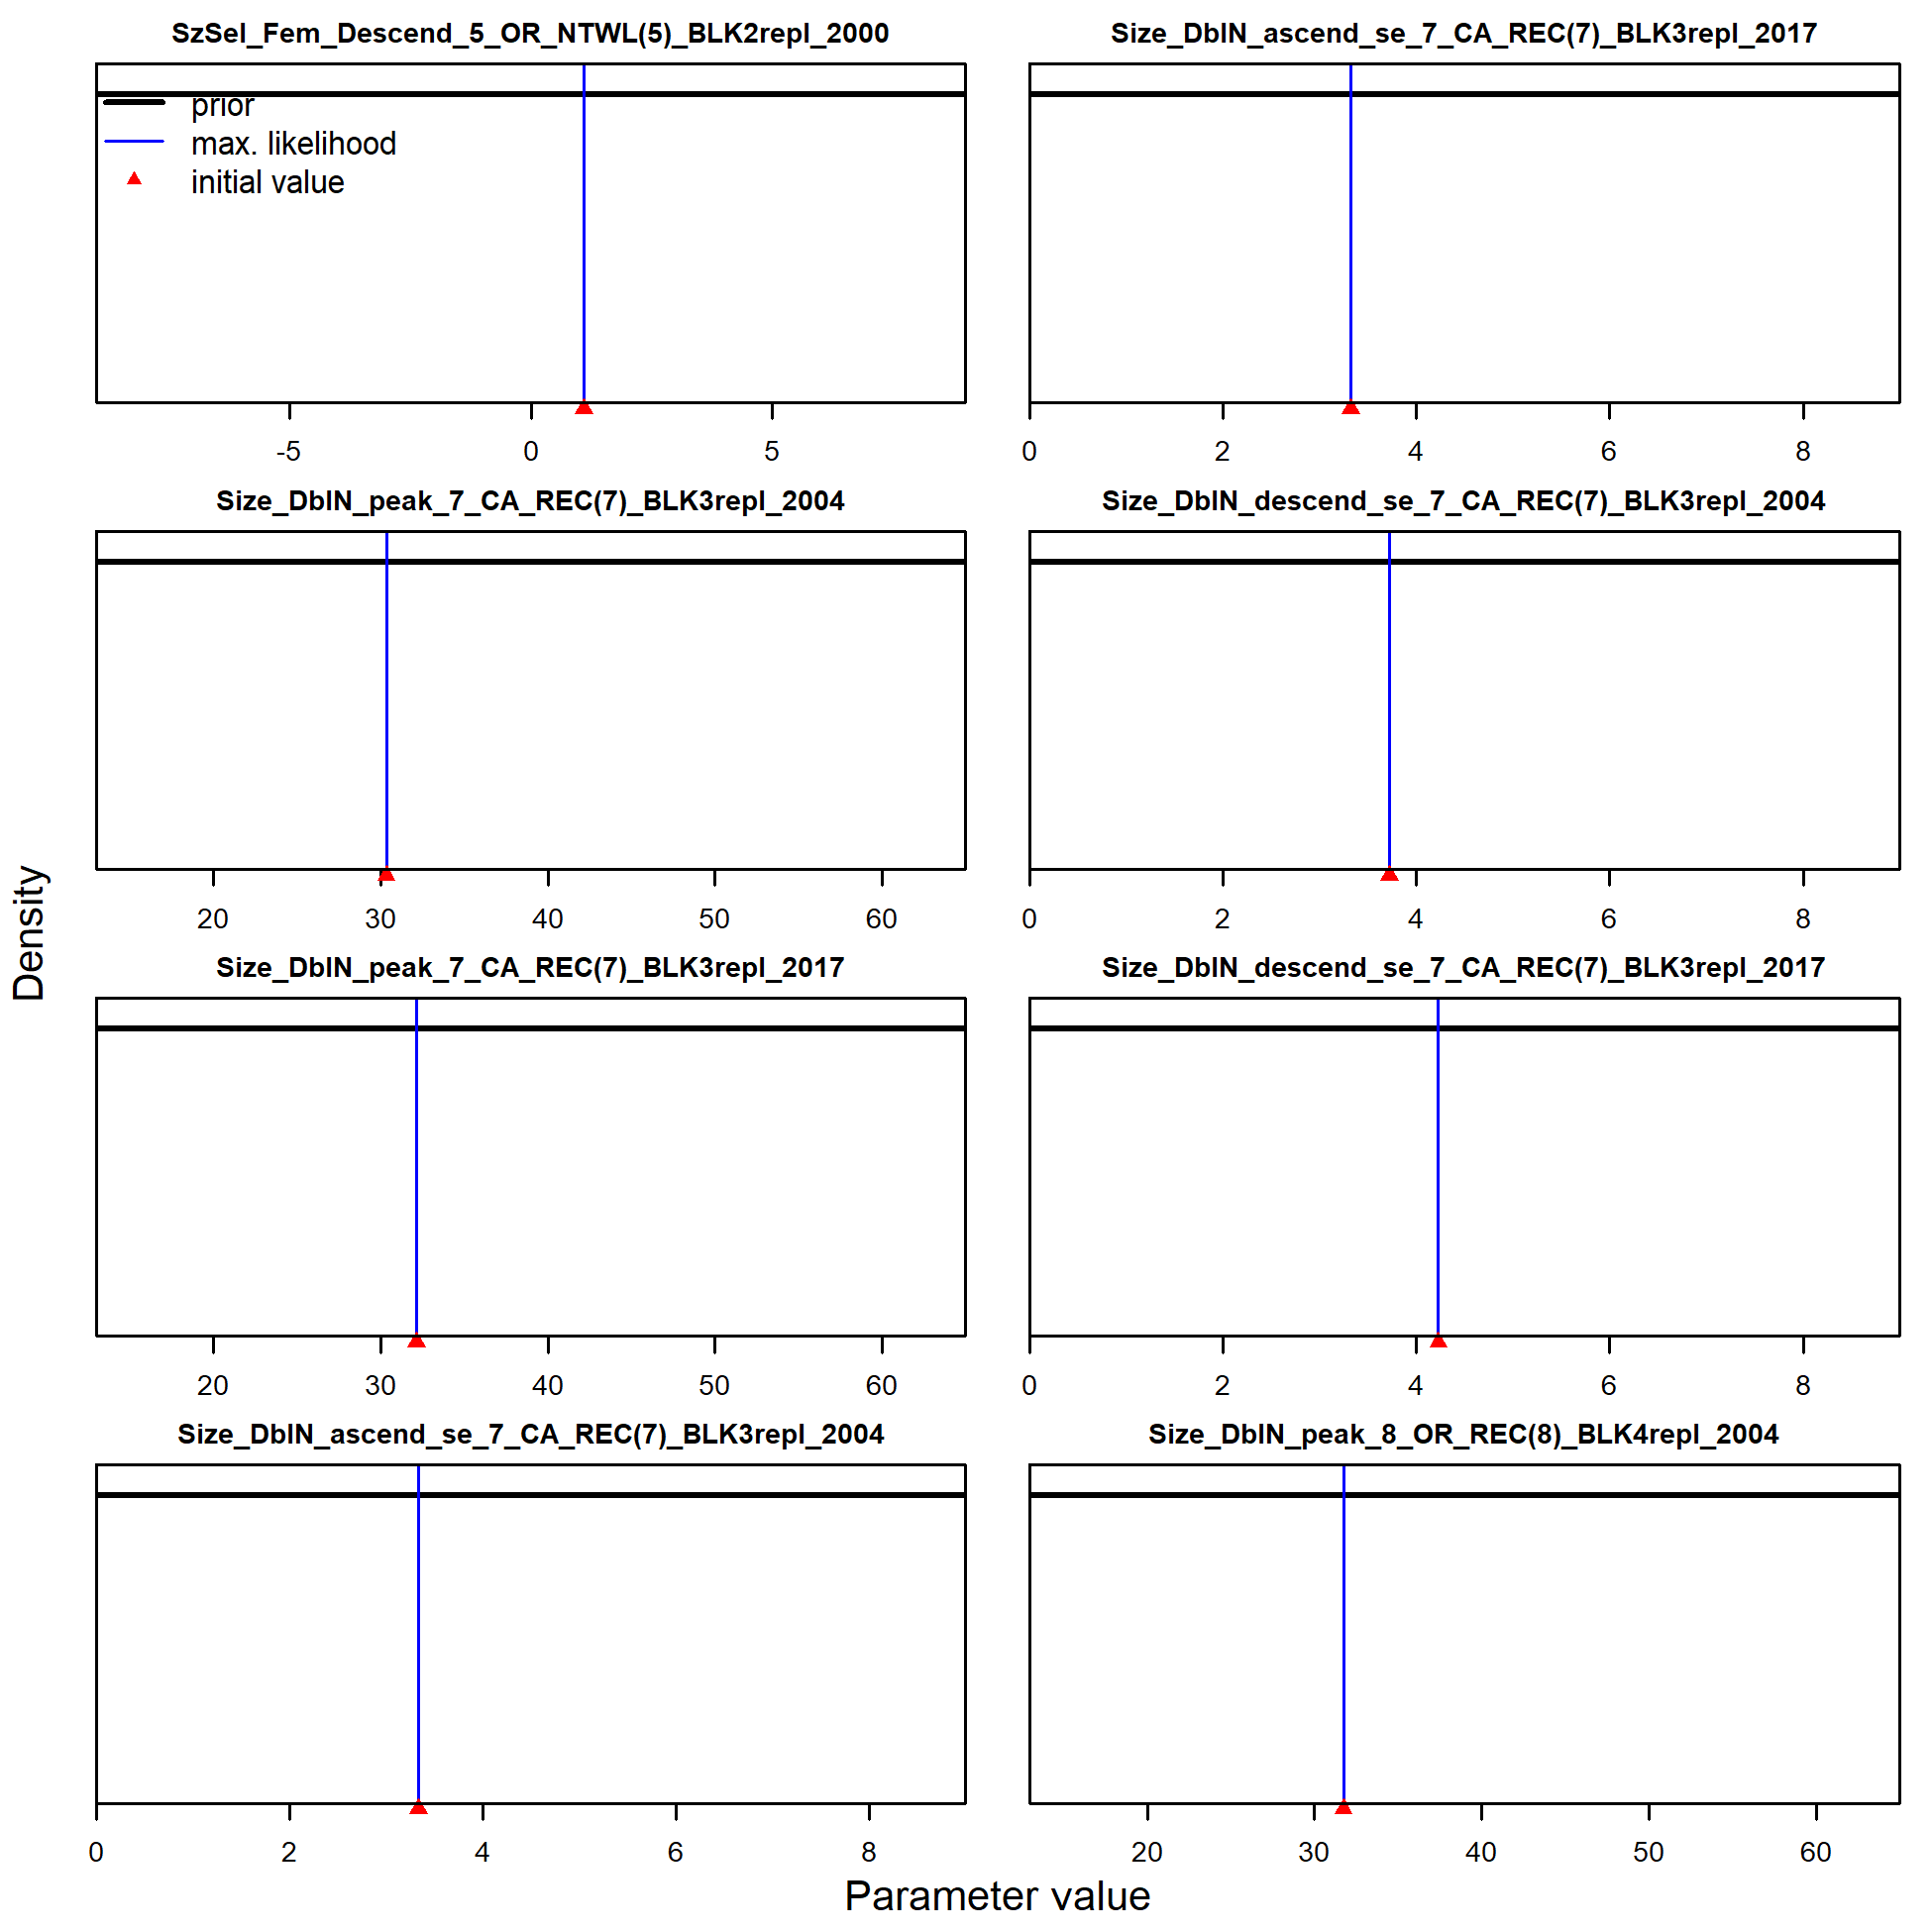 SzSel_Fem_Descend_5_OR_NTWL(5)_BLK2repl_2000
prior
max. likelihood
initial value
-5 0 5
Size_DblN_ascend_se_7_CA_REC(7)_BLK3repl_2017
0 2 4 6 8
Size_DblN_peak_7_CA_REC(7)_BLK3repl_2004
20 30 40 50 60
Size_DblN_descend_se_7_CA_REC(7)_BLK3repl_2004
0 2 4 6 8
Size_DblN_peak_7_CA_REC(7)_BLK3repl_2017
20 30 40 50 60
Size_DblN_descend_se_7_CA_REC(7)_BLK3repl_2017
0 2 4 6 8
Size_DblN_ascend_se_7_CA_REC(7)_BLK3repl_2004
0 2 4 6 8
Size_DblN_peak_8_OR_REC(8)_BLK4repl_2004
20 30 40 50 60
Density
Parameter value